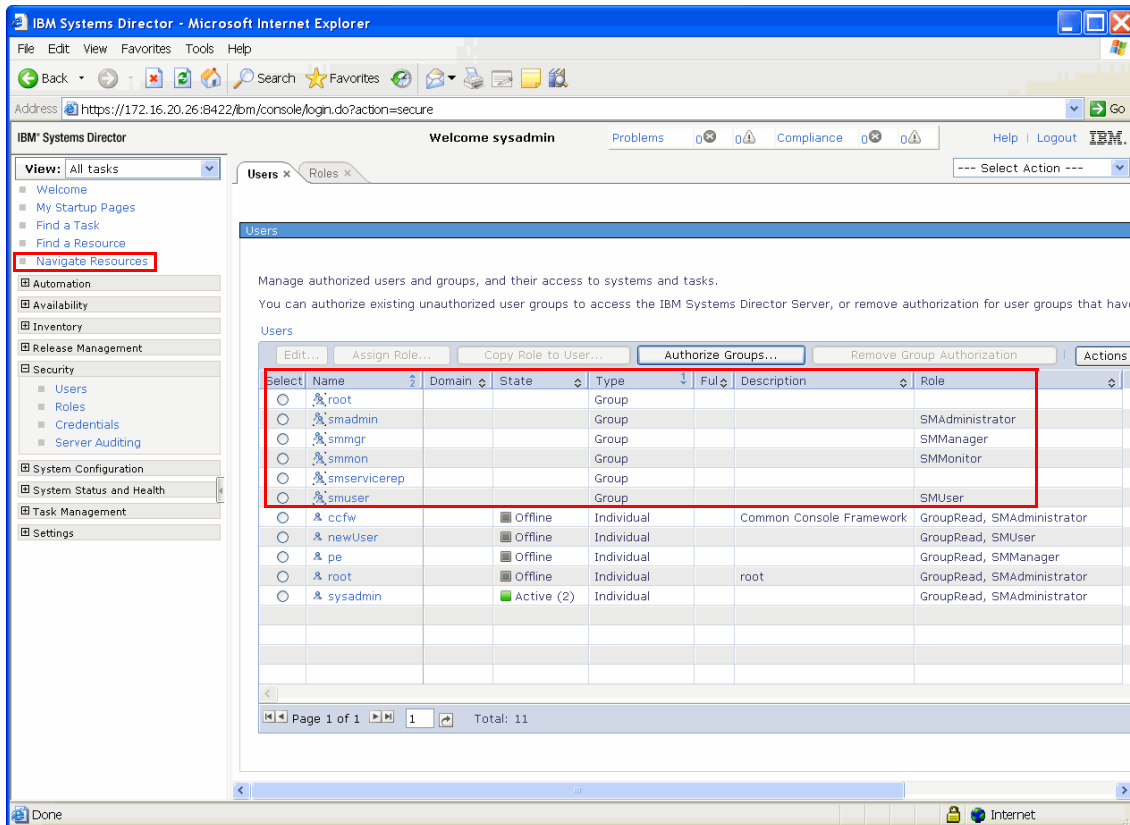 IBM Systems Director - Microsoft Internet Explorer
File Edit View Favorites Tools Help
Back Search Favorites
Address https://172.16.20.26:8422/ibm/console/login.do?action=secure Go
IBM® Systems Director Welcome sysadmin Problems 0 0 Compliance 0 0 Help | Logout IBM.
View: All tasks
Users × Roles × --- Select Action ---
Welcome
My Startup Pages
Find a Task
Find a Resource
Navigate Resources
Automation
Availability
Inventory
Release Management
Security
Users
Roles
Credentials
Server Auditing
System Configuration
System Status and Health
Task Management
Settings
Users
Manage authorized users and groups, and their access to systems and tasks.
You can authorize existing unauthorized user groups to access the IBM Systems Director Server, or remove authorization for user groups that have
Users
Edit... Assign Role... Copy Role to User... Authorize Groups... Remove Group Authorization Actions
Select Name 2 Domain State Type 1 Ful Description Role
root Group
smadmin Group SMAdministrator
smmgr Group SMManager
smmon Group SMMonitor
smservicerep Group
smuser Group SMUser
ccfw Offline Individual Common Console Framework GroupRead, SMAdministrator
newUser Offline Individual GroupRead, SMUser
pe Offline Individual GroupRead, SMManager
root Offline Individual root GroupRead, SMAdministrator
sysadmin Active (2) Individual GroupRead, SMAdministrator
Page 1 of 1 1 Total: 11
Done Internet